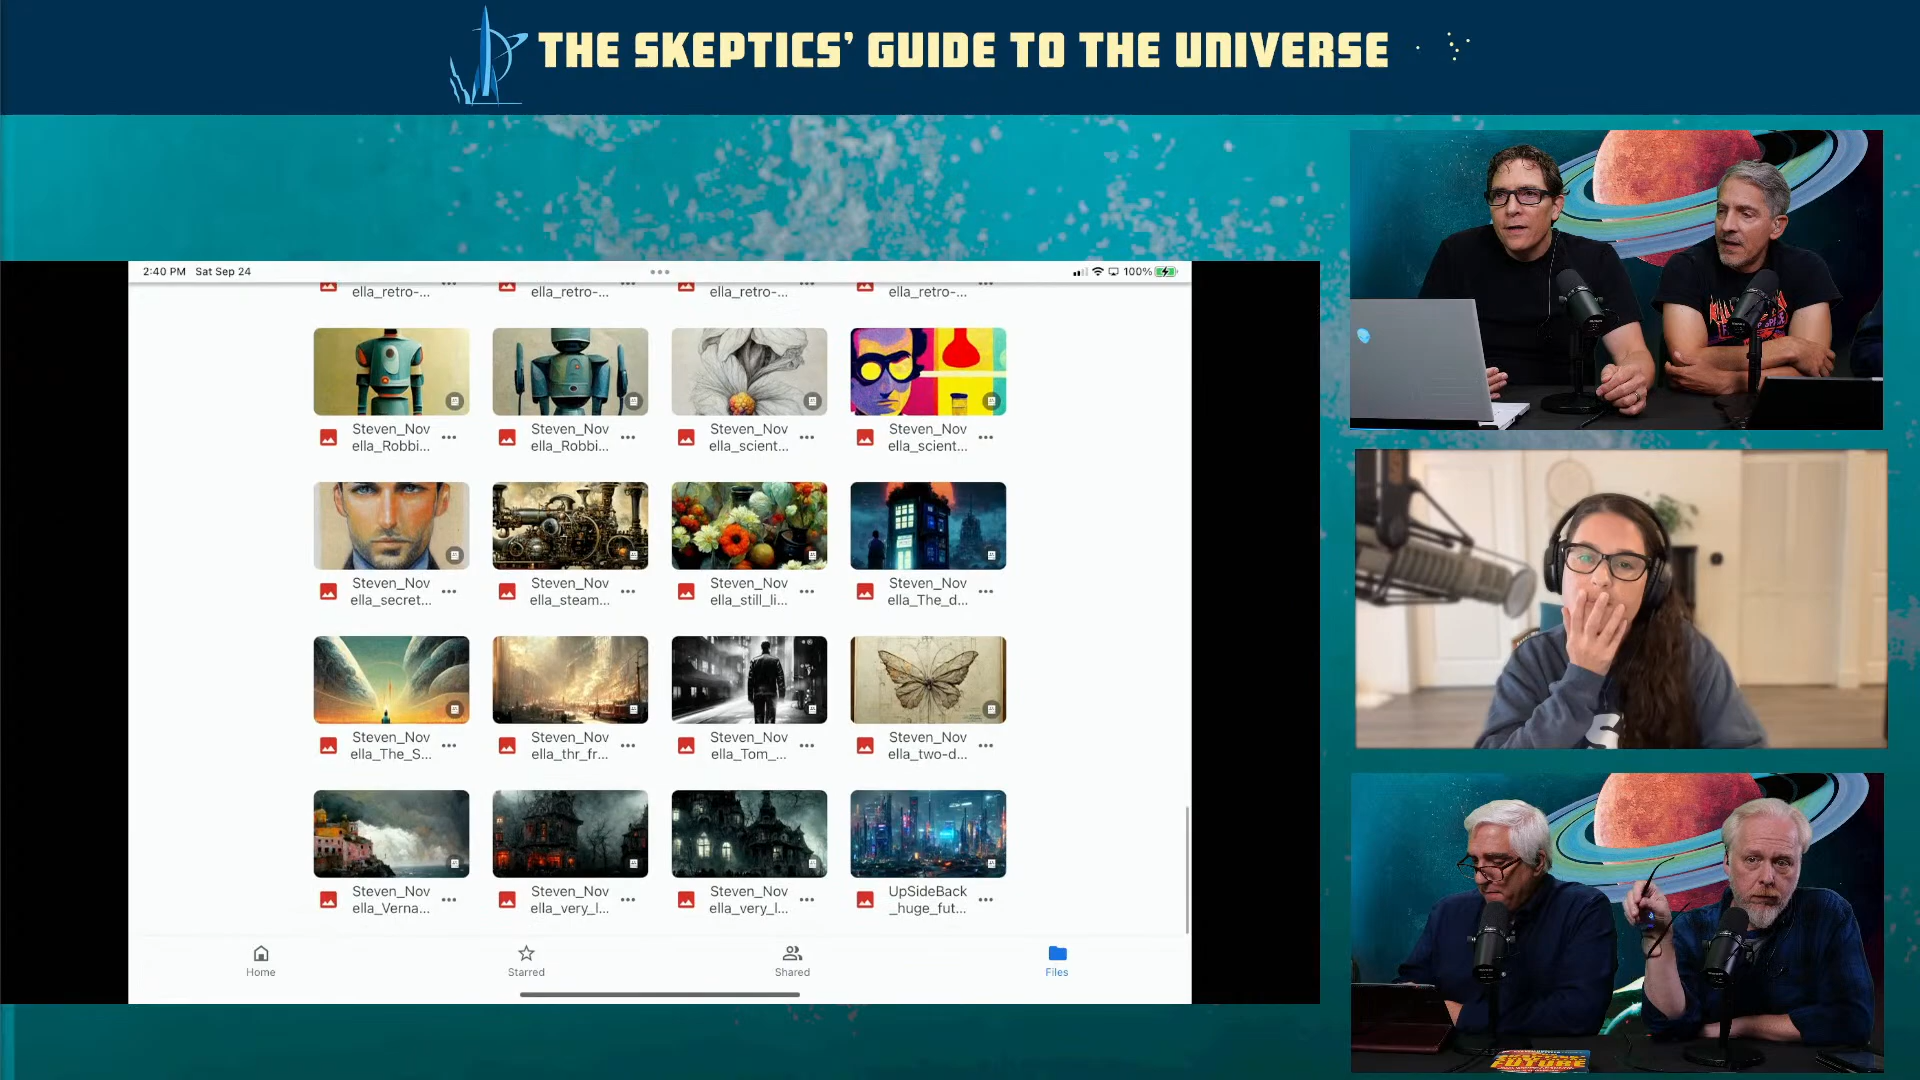 THE SKEPTICS' GUIDE TO THE UNIVERSE
2:40 PM Sat Sep 24
100%
ella_retro-...
ella_retro-...
ella_retro-...
ella_retro-...
Steven_Nov
ella_Robbi...
Steven_Nov
ella_Robbi...
Steven_Nov
ella_scient...
Steven_Nov
ella_scient...
Steven_Nov
ella_secret...
Steven_Nov
ella_steam...
Steven_Nov
ella_still_li...
Steven_Nov
ella_The_d...
Steven_Nov
ella_The_S...
Steven_Nov
ella_thr_fr...
Steven_Nov
ella_Tom_...
Steven_Nov
ella_two-d...
Steven_Nov
ella_Verna...
Steven_Nov
ella_very_l...
Steven_Nov
ella_very_l...
UpSideBack
_huge_fut...
Home
Starred
Shared
Files
FUTURE